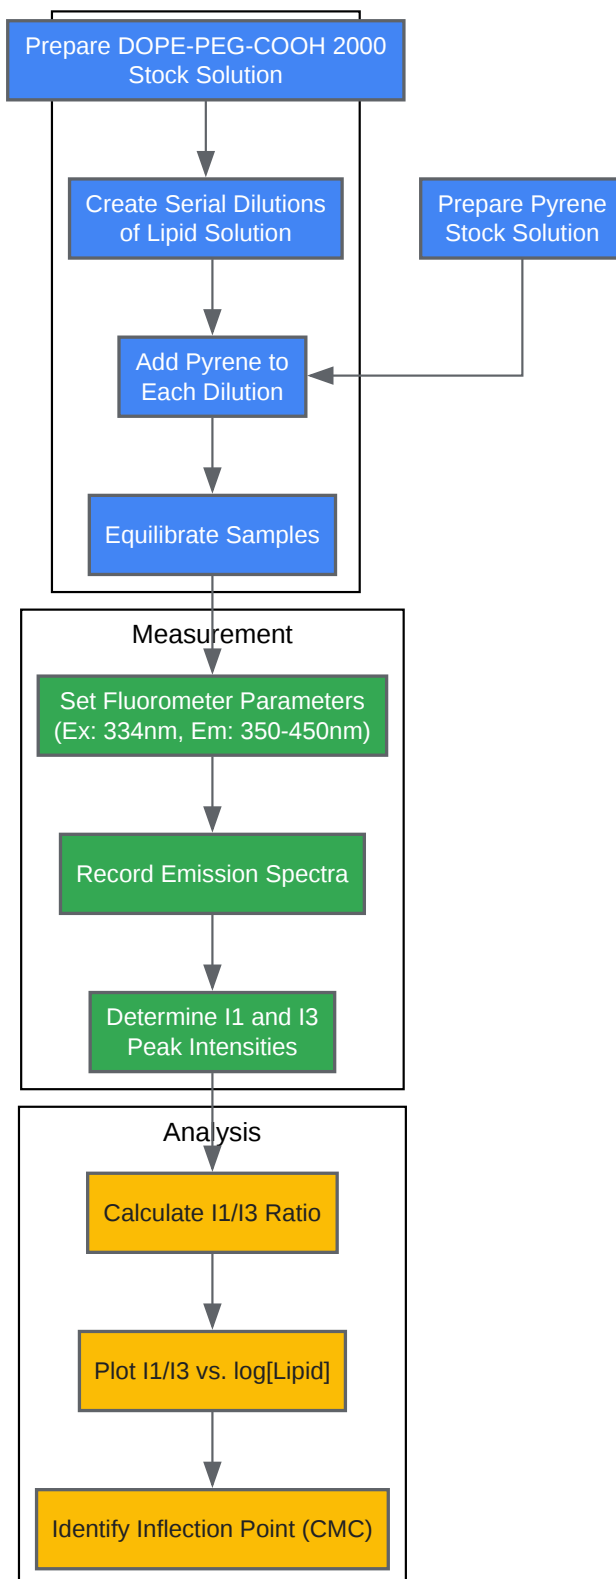 Prepare DOPE-PEG-COOH 2000
Stock Solution
Create Serial Dilutions
of Lipid Solution
Prepare Pyrene
Stock Solution
Add Pyrene to
Each Dilution
Equilibrate Samples
Measurement
Set Fluorometer Parameters
(Ex: 334nm, Em: 350-450nm)
Record Emission Spectra
Determine I1 and I3
Peak Intensities
Analysis
Calculate I1/I3 Ratio
Plot I1/I3 vs. log[Lipid]
Identify Inflection Point (CMC)